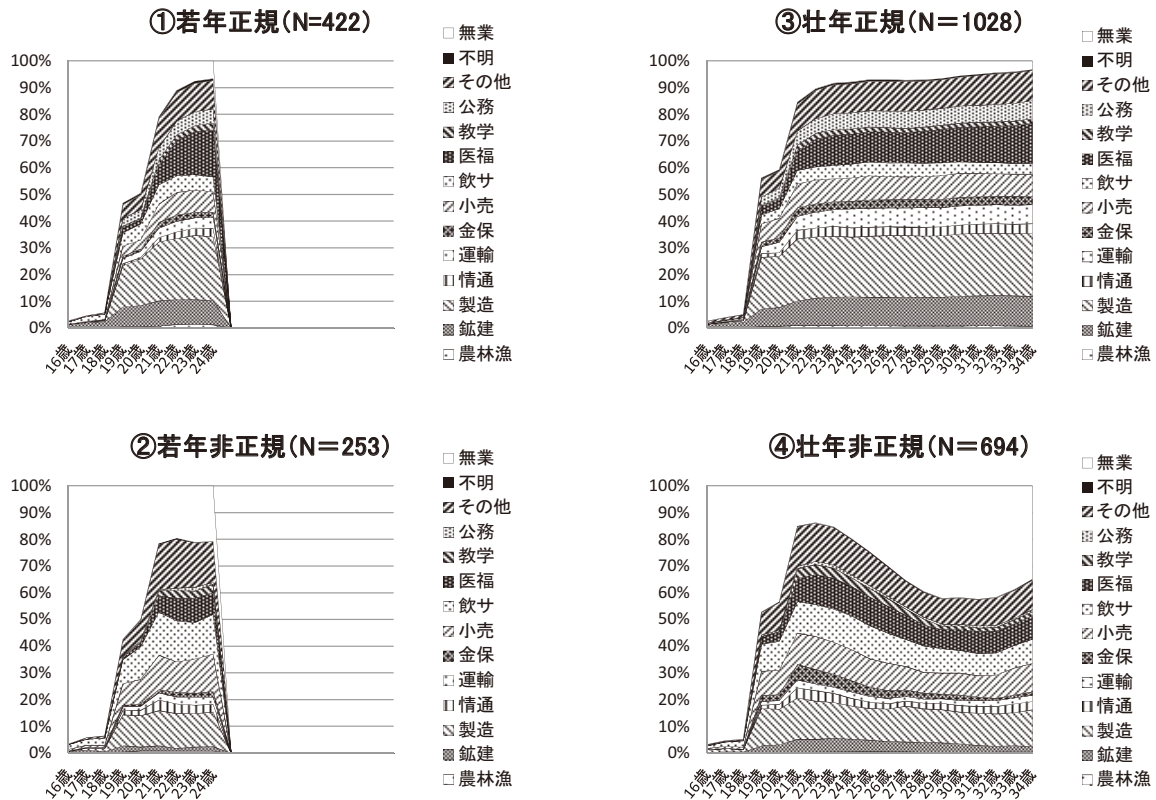 ①若年正規(N=422)
100%
90%
80%
70%
60%
50%
40%
30%
20%
10%
0%
16歳
17歳
18歳
19歳
20歳
21歳
22歳
23歳
24歳
無業
不明
その他
公務
教学
医福
飲サ
小売
金保
運輸
情通
製造
鉱建
農林漁
③壮年正規(N=1028)
100%
90%
80%
70%
60%
50%
40%
30%
20%
10%
0%
16歳
17歳
18歳
19歳
20歳
21歳
22歳
23歳
24歳
25歳
26歳
27歳
28歳
29歳
30歳
31歳
32歳
33歳
34歳
無業
不明
その他
公務
教学
医福
飲サ
小売
金保
運輸
情通
製造
鉱建
農林漁
②若年非正規(N=253)
100%
90%
80%
70%
60%
50%
40%
30%
20%
10%
0%
16歳
17歳
18歳
19歳
20歳
21歳
22歳
23歳
24歳
無業
不明
その他
公務
教学
医福
飲サ
小売
金保
運輸
情通
製造
鉱建
農林漁
④壮年非正規(N=694)
100%
90%
80%
70%
60%
50%
40%
30%
20%
10%
0%
16歳
17歳
18歳
19歳
20歳
21歳
22歳
23歳
24歳
25歳
26歳
27歳
28歳
29歳
30歳
31歳
32歳
33歳
34歳
無業
不明
その他
公務
教学
医福
飲サ
小売
金保
運輸
情通
製造
鉱建
農林漁